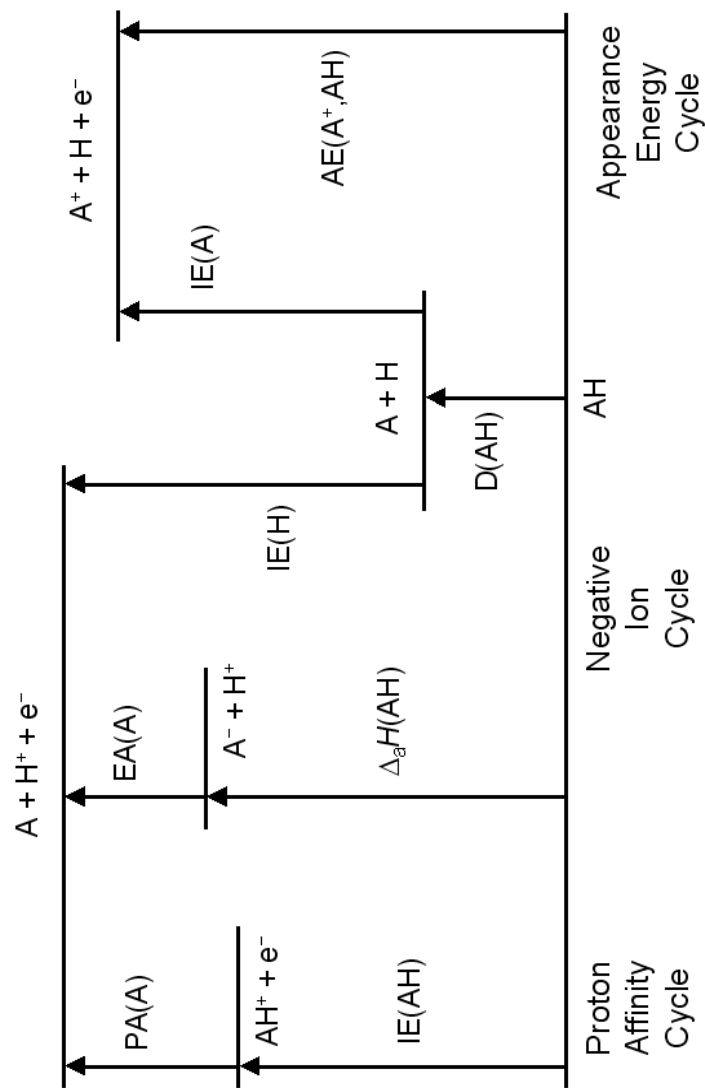 A + H⁺ + e⁻
A⁺ + H + e⁻
PA(A)
EA(A)
IE(H)
IE(A)
AE(A⁺,AH)
AH⁺ + e⁻
A⁻ + H⁺
A + H
IE(AH)
ΔₐH(AH)
D(AH)
AH
Proton
Affinity
Cycle
Negative
Ion
Cycle
Appearance
Energy
Cycle